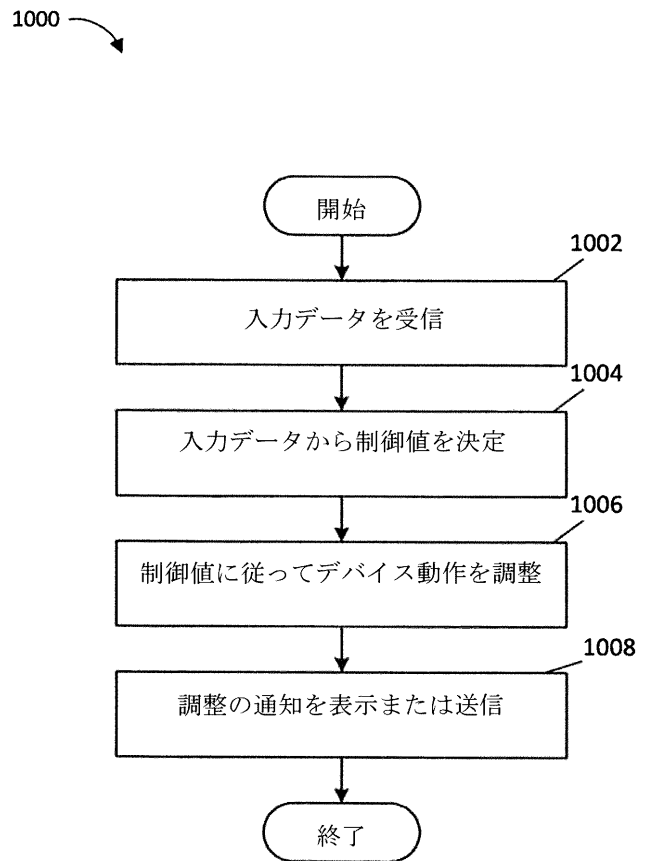 1000
開始
1002
入力データを受信
1004
入力データから制御値を決定
1006
制御値に従ってデバイス動作を調整
1008
調整の通知を表示または送信
終了